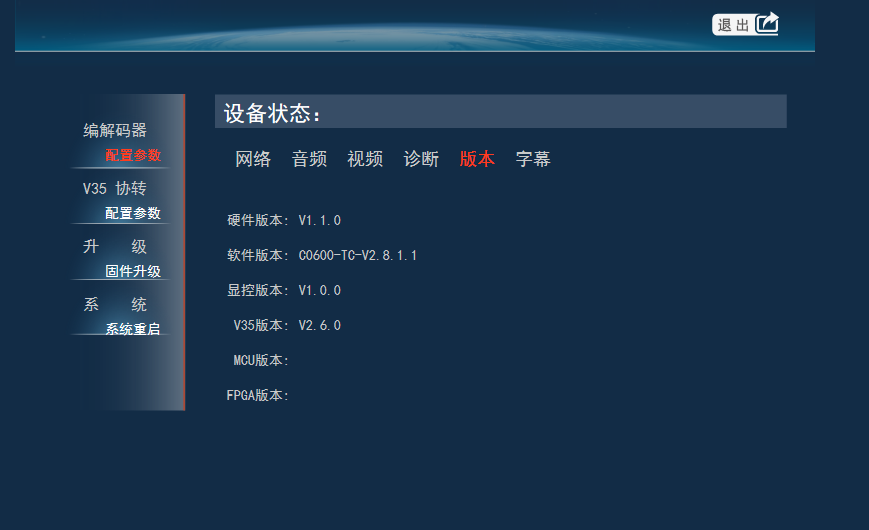 退出
编解码器
配置参数
V35 协转
配置参数
升 级
固件升级
系 统
系统重启
设备状态:
网络 音频 视频 诊断 版本 字幕
硬件版本: V1.1.0
软件版本: C0600-TC-V2.8.1.1
显控版本: V1.0.0
V35版本: V2.6.0
MCU版本:
FPGA版本: